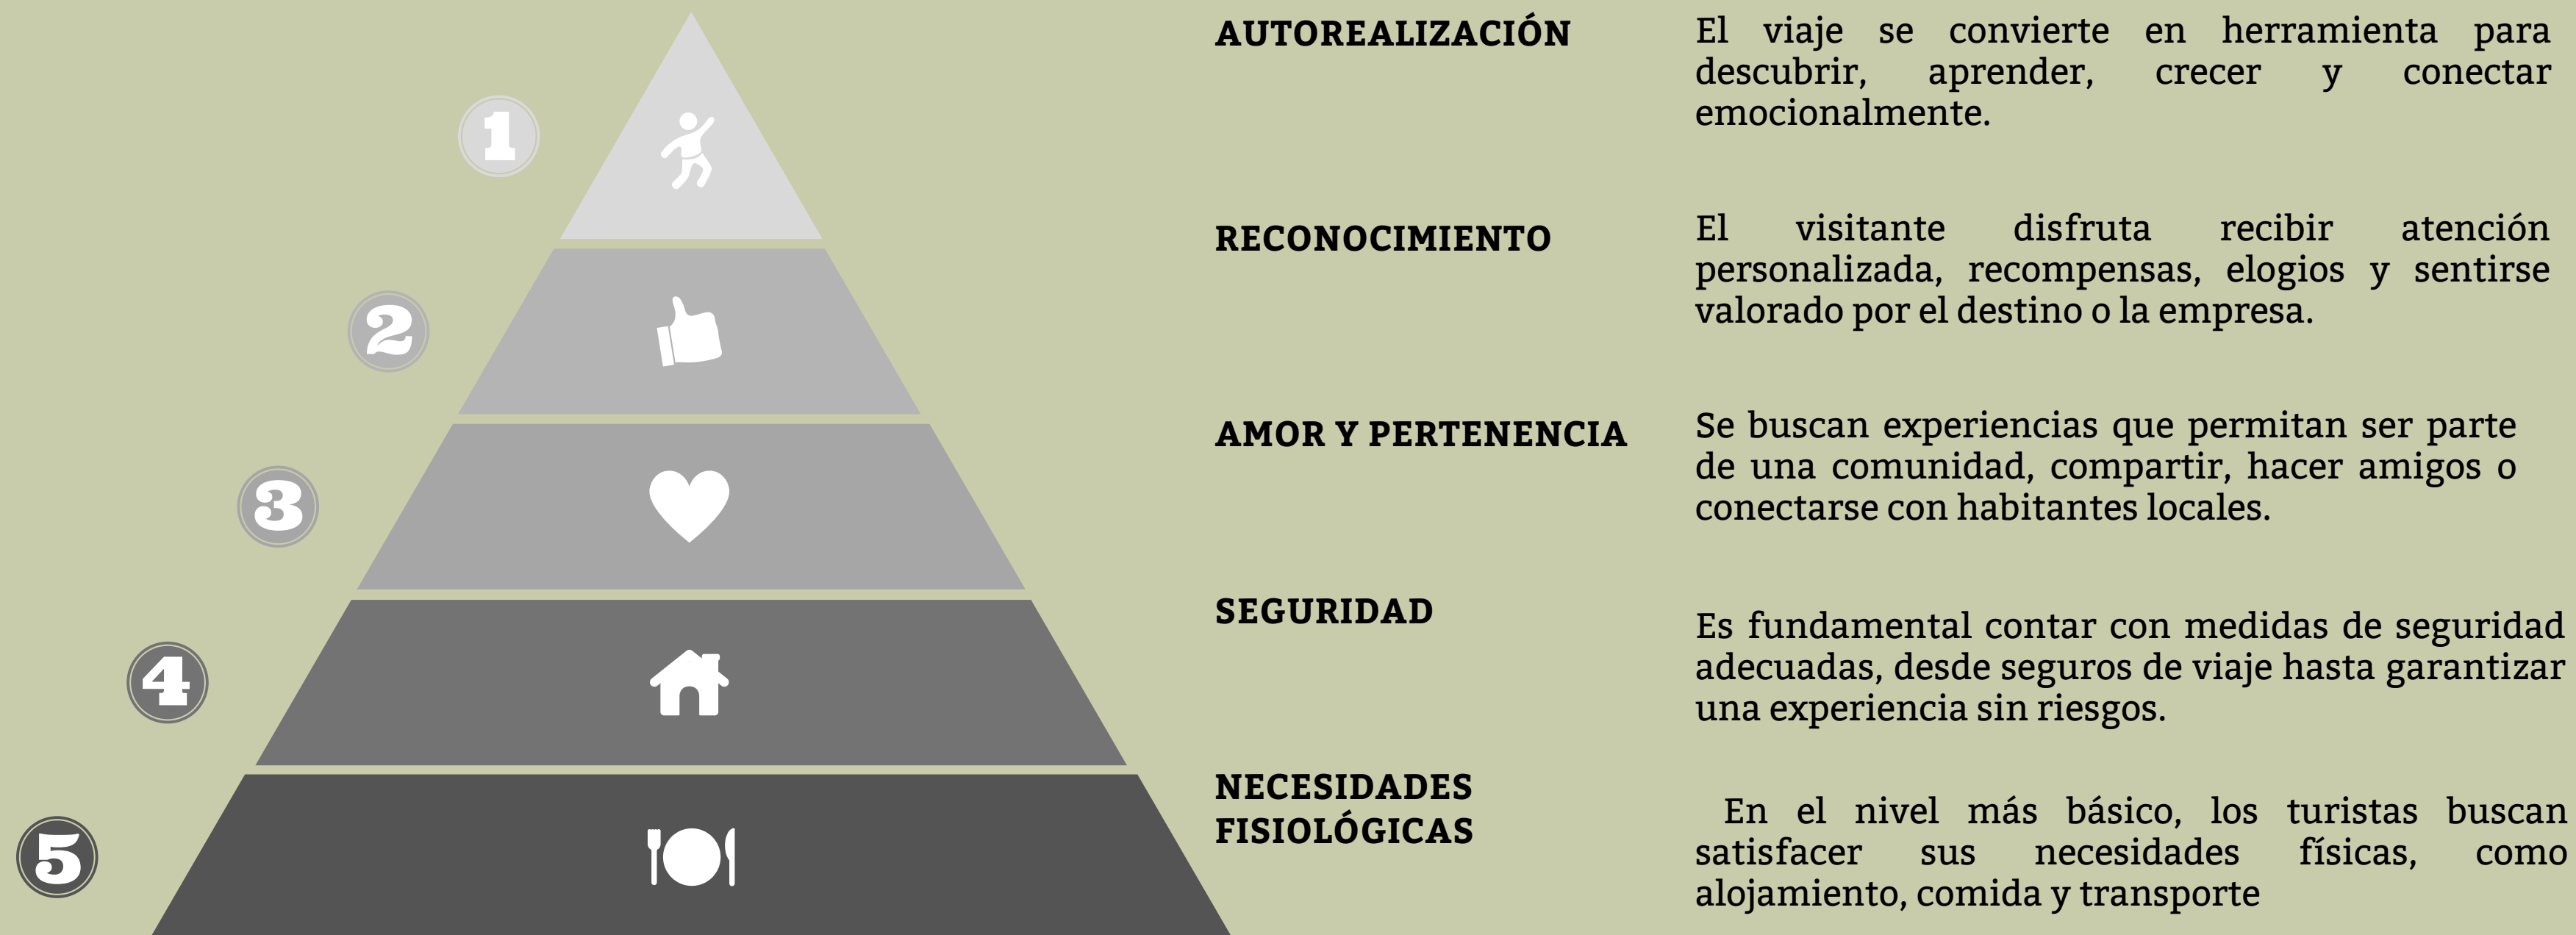 1
AUTOREALIZACIÓN
El viaje se convierte en herramienta para
descubrir, aprender, crecer y conectar
emocionalmente.
2
RECONOCIMIENTO
El visitante disfruta recibir atención
personalizada, recompensas, elogios y sentirse
valorado por el destino o la empresa.
3
AMOR Y PERTENENCIA
Se buscan experiencias que permitan ser parte
de una comunidad, compartir, hacer amigos o
conectarse con habitantes locales.
4
SEGURIDAD
Es fundamental contar con medidas de seguridad
adecuadas, desde seguros de viaje hasta garantizar
una experiencia sin riesgos.
5
NECESIDADES
FISIOLÓGICAS
En el nivel más básico, los turistas buscan
satisfacer sus necesidades físicas, como
alojamiento, comida y transporte